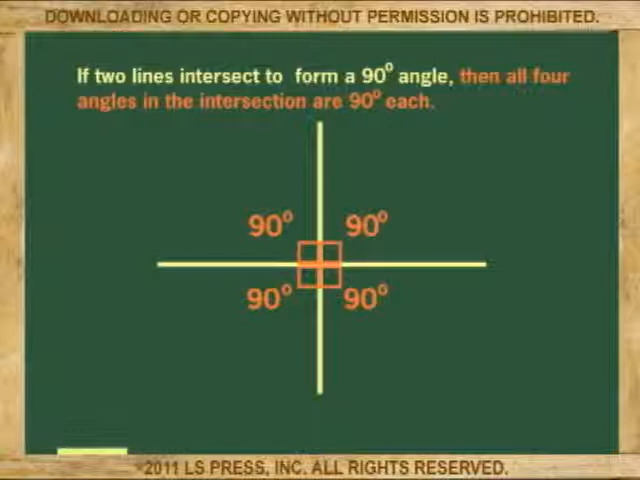 DOWNLOADING OR COPYING WITHOUT PERMISSION IS PROHIBITED.
If two lines intersect to form a 90° angle, then all four
angles in the intersection are 90° each.
90° 90°
90° 90°
©2011 LS PRESS, INC. ALL RIGHTS RESERVED.